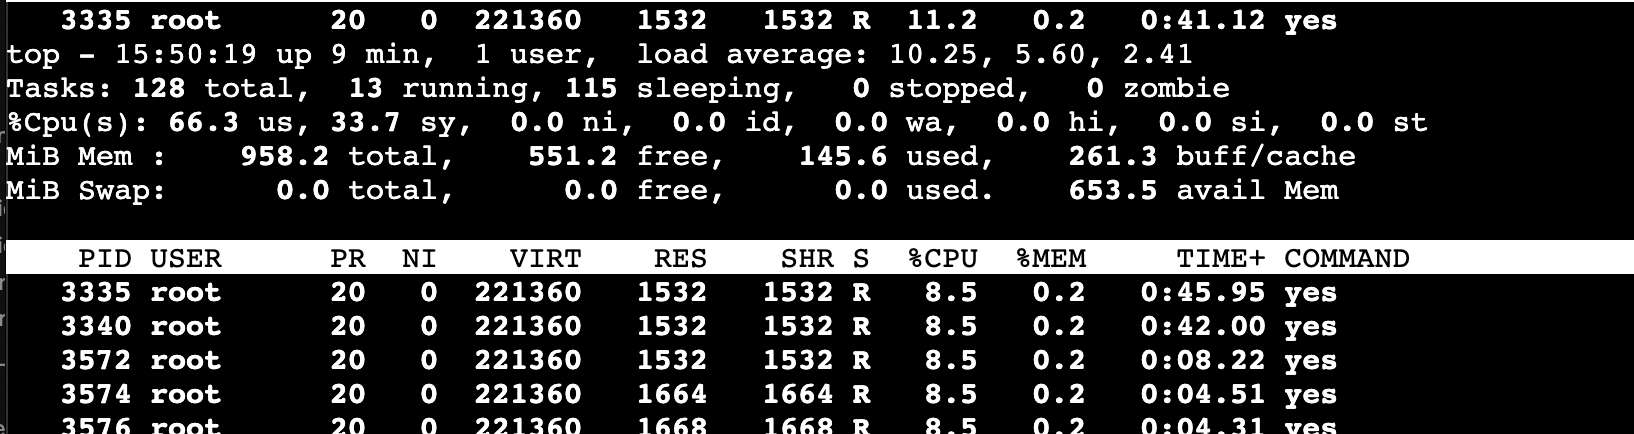 3335 root 20 0 221360 1532 1532 R 11.2 0.2 0:41.12 yes
top - 15:50:19 up 9 min, 1 user, load average: 10.25, 5.60, 2.41
Tasks: 128 total, 13 running, 115 sleeping, 0 stopped, 0 zombie
%Cpu(s): 66.3 us, 33.7 sy, 0.0 ni, 0.0 id, 0.0 wa, 0.0 hi, 0.0 si, 0.0 st
MiB Mem : 958.2 total, 551.2 free, 145.6 used, 261.3 buff/cache
MiB Swap: 0.0 total, 0.0 free, 0.0 used. 653.5 avail Mem
PID USER PR NI VIRT RES SHR S %CPU %MEM TIME+ COMMAND
3335 root 20 0 221360 1532 1532 R 8.5 0.2 0:45.95 yes
3340 root 20 0 221360 1532 1532 R 8.5 0.2 0:42.00 yes
3572 root 20 0 221360 1532 1532 R 8.5 0.2 0:08.22 yes
3574 root 20 0 221360 1664 1664 R 8.5 0.2 0:04.51 yes
3576 root 20 0 221360 1668 1668 R 8.5 0.2 0:04.31 yes